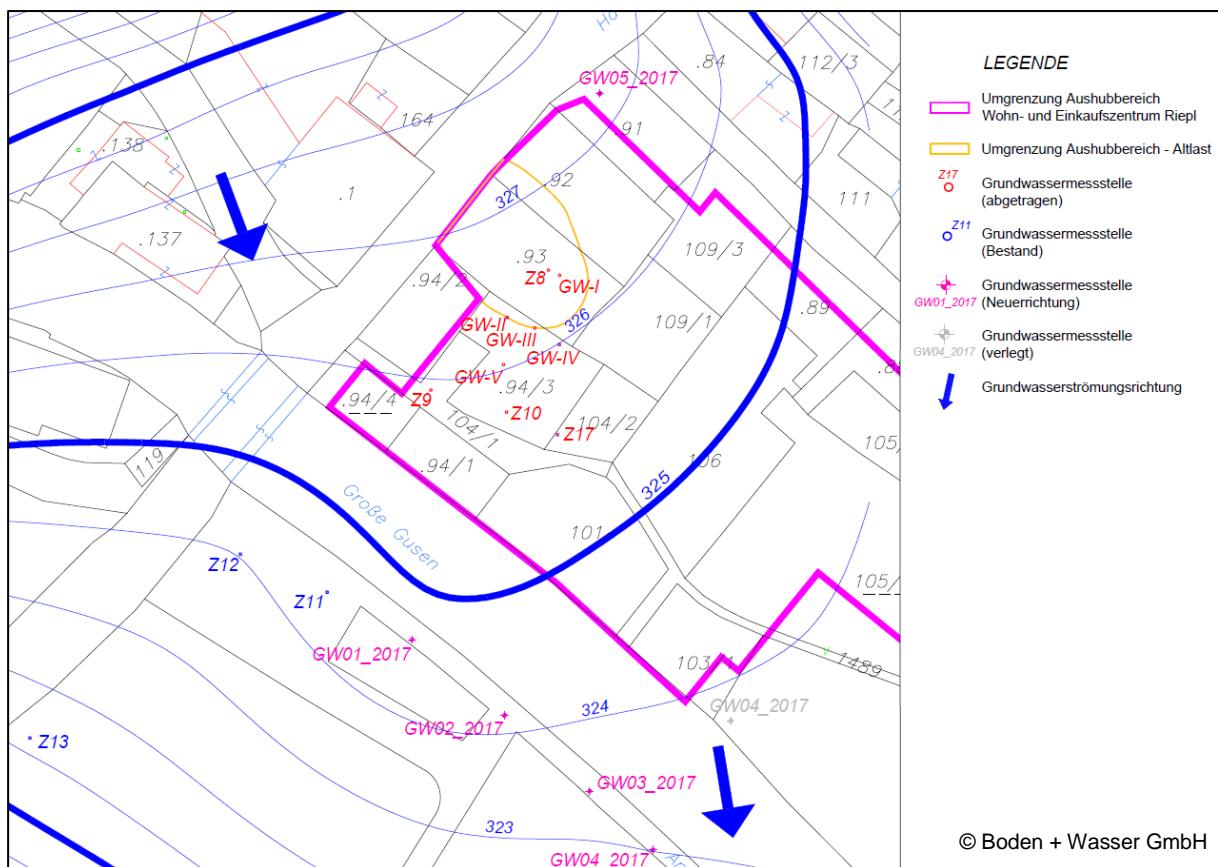 LEGENDE
Umgrenzung Aushubbereich
Wohn- und Einkaufszentrum Riepl
Umgrenzung Aushubbereich - Altlast
Z17
Grundwassermessstelle
(abgetragen)
Z11
Grundwassermessstelle
(Bestand)
GW01_2017
Grundwassermessstelle
(Neuerrichtung)
GW04_2017
Grundwassermessstelle
(verlegt)
Grundwasserströmungsrichtung
© Boden + Wasser GmbH
Ho
.84
112/3
GW05_2017
164
.91
.138
.92
327
.1
111
.137
109/3
.93
Z8
GW-I
.94/2
.89
GW-II
326
109/1
GW-III
GW-IV
GW-V
.94/3
.94/4
Z9
Z10
104/2
104/1
Z17
105/
119
.94/1
106
325
Große Gusen
101
Z12
Z11
105/
GW01_2017
103/1
1489
324
GW04_2017
GW02_2017
Z13
GW03_2017
323
GW04_2017